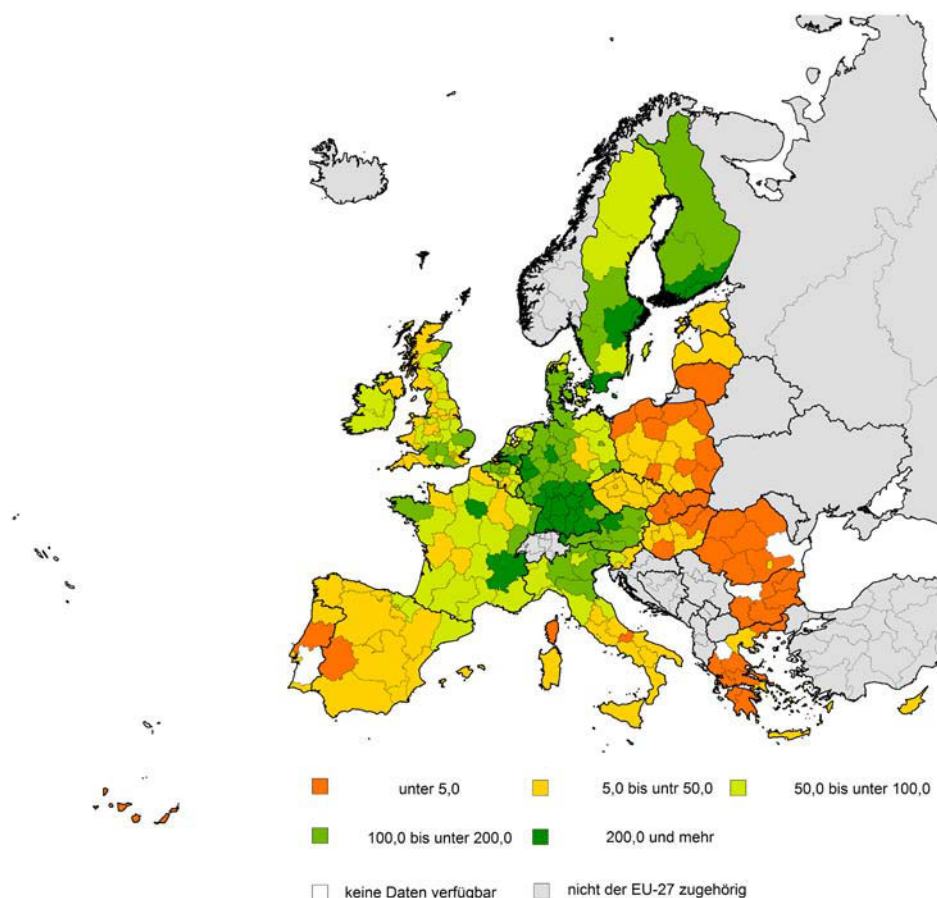 unter 5,0 5,0 bis untr 50,0 50,0 bis unter 100,0
100,0 bis unter 200,0 200,0 und mehr
keine Daten verfügbar nicht der EU-27 zugehörig